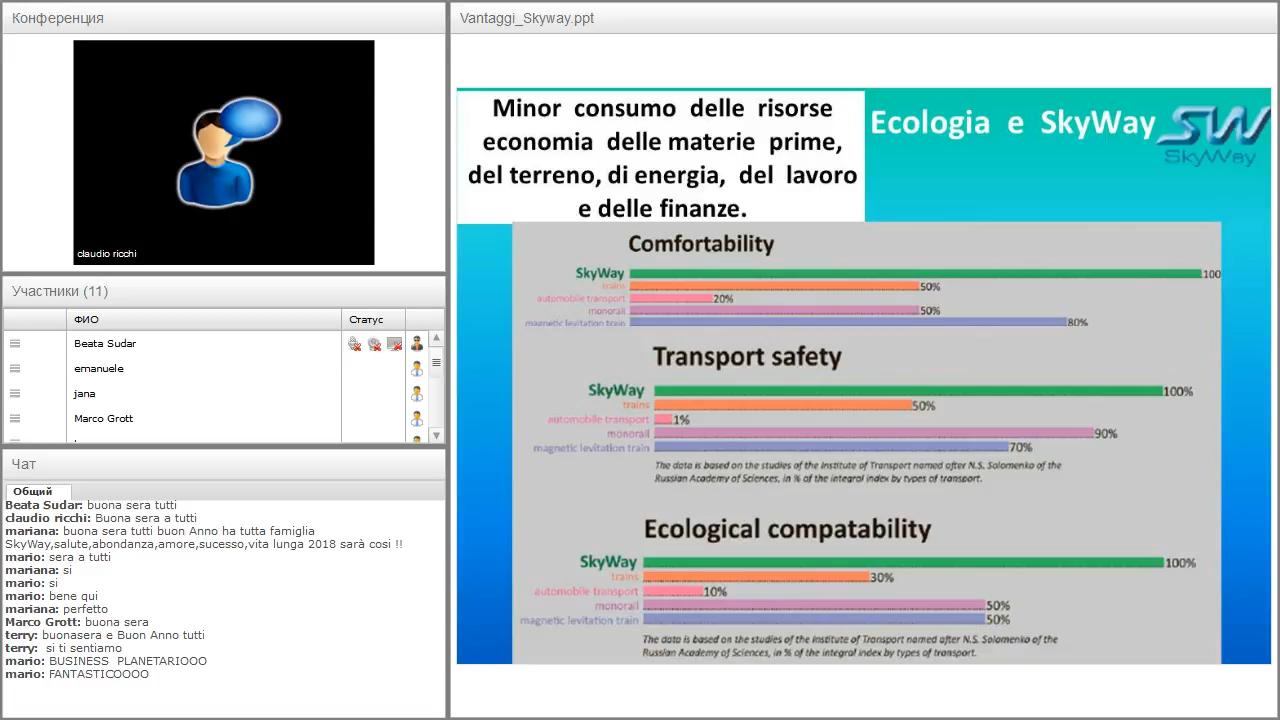 Конференция
claudio ricchi
Участники (11)
ФИО
Статус
Beata Sudar
emanuele
jana
Marco Grott
Чат
Общий
Beata Sudar: buona sera tutti
claudio ricchi: Buona sera a tutti
mariana: buona sera tutti buon Anno ha tutta famiglia
SkyWay,salute,abondanza,amore,sucesso,vita lunga 2018 sarà cosi !!
mario: sera a tutti
mariana: si
mario: si
mario: bene qui
mariana: perfetto
Marco Grott: buona sera
terry: buonasera e Buon Anno tutti
terry: si ti sentiamo
mario: BUSINESS PLANETARIOOO
mario: FANTASTICOOOO
Vantaggi_Skyway.ppt
Minor consumo delle risorse
economia delle materie prime,
del terreno, di energia, del lavoro
e delle finanze.
Ecologia e SkyWay
SW
SkyWay
Comfortability
SkyWay 100
trains 50%
automobile transport 20%
monorail 50%
magnetic levitation train 80%
Transport safety
SkyWay 100%
trains 50%
automobile transport 1%
monorail 90%
magnetic levitation train 70%
The data is based on the studies of the Institute of Transport named after N.S. Solomenko of the
Russian Academy of Sciences, in % of the integral index by types of transport.
Ecological compatability
SkyWay 100%
trains 30%
automobile transport 10%
monorail 50%
magnetic levitation train 50%
The data is based on the studies of the Institute of Transport named after N.S. Solomenko of the
Russian Academy of Sciences, in % of the integral index by types of transport.